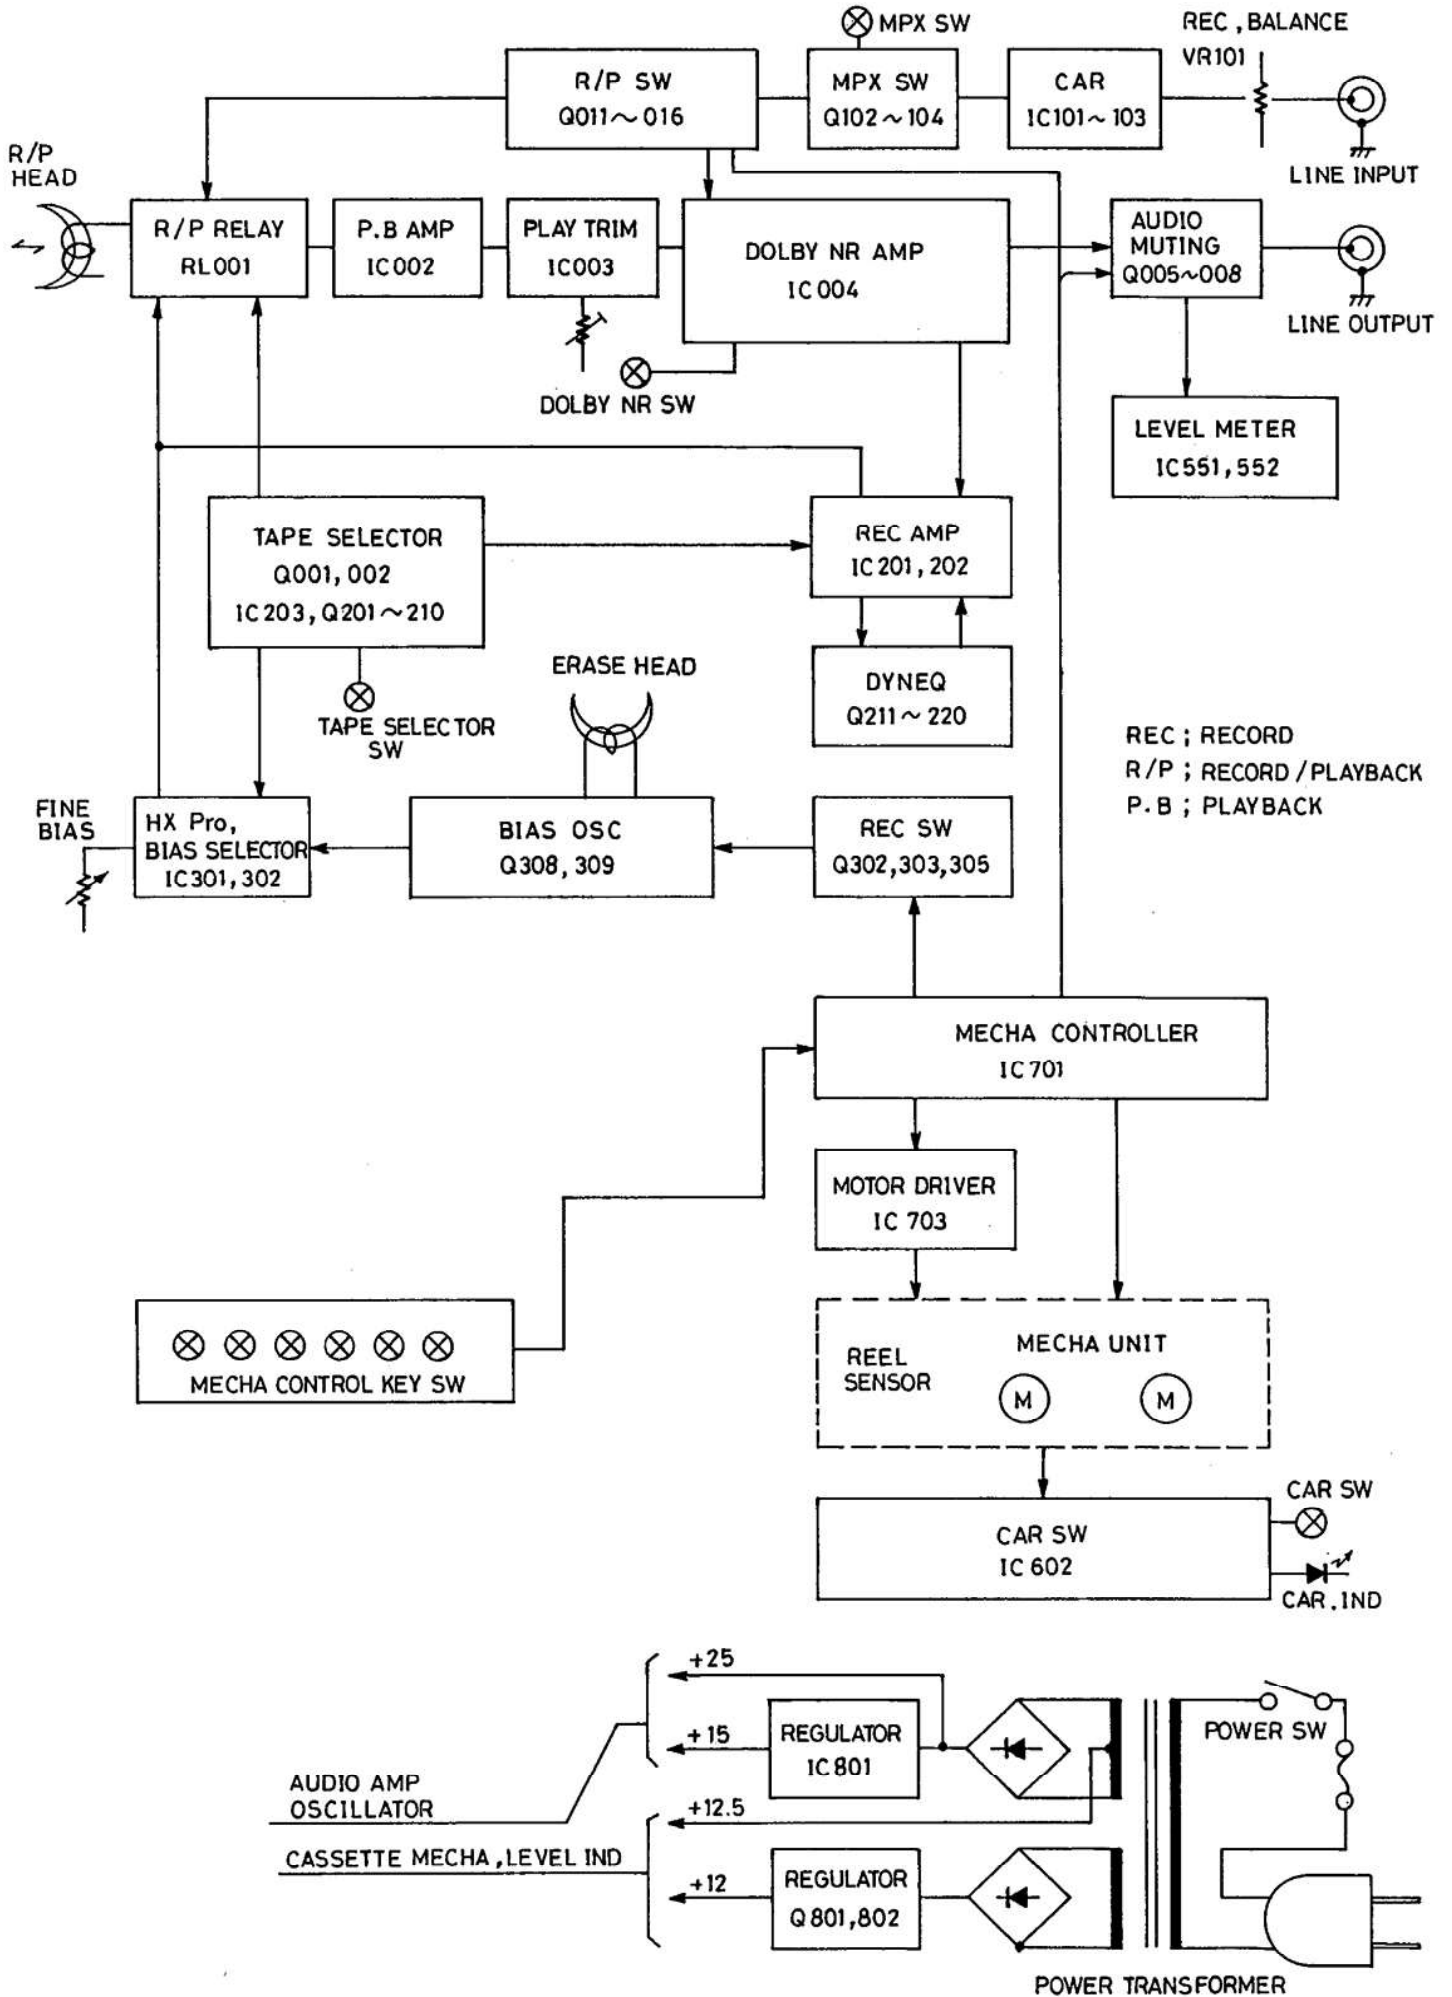 MPX SW
REC, BALANCE
VR101
R/P SW
Q011~016
MPX SW
Q102~104
CAR
IC101~103
LINE INPUT
R/P
HEAD
R/P RELAY
RL001
P.B AMP
IC002
PLAY TRIM
IC003
DOLBY NR AMP
IC004
AUDIO
MUTING
Q005~008
LINE OUTPUT
DOLBY NR SW
LEVEL METER
IC551, 552
TAPE SELECTOR
Q001, 002
IC203, Q201~210
REC AMP
IC201, 202
TAPE SELECTOR
SW
ERASE HEAD
DYNEQ
Q211~220
REC ; RECORD
R/P ; RECORD/PLAYBACK
P.B ; PLAYBACK
FINE
BIAS
HX Pro,
BIAS SELECTOR
IC301, 302
BIAS OSC
Q308, 309
REC SW
Q302, 303, 305
MECHA CONTROLLER
IC701
MOTOR DRIVER
IC 703
MECHA CONTROL KEY SW
REEL
SENSOR
MECHA UNIT
M
M
CAR SW
IC 602
CAR SW
CAR. IND
+25
+15
REGULATOR
IC801
POWER SW
AUDIO AMP
OSCILLATOR
+12.5
CASSETTE MECHA, LEVEL IND
+12
REGULATOR
Q801, 802
POWER TRANSFORMER